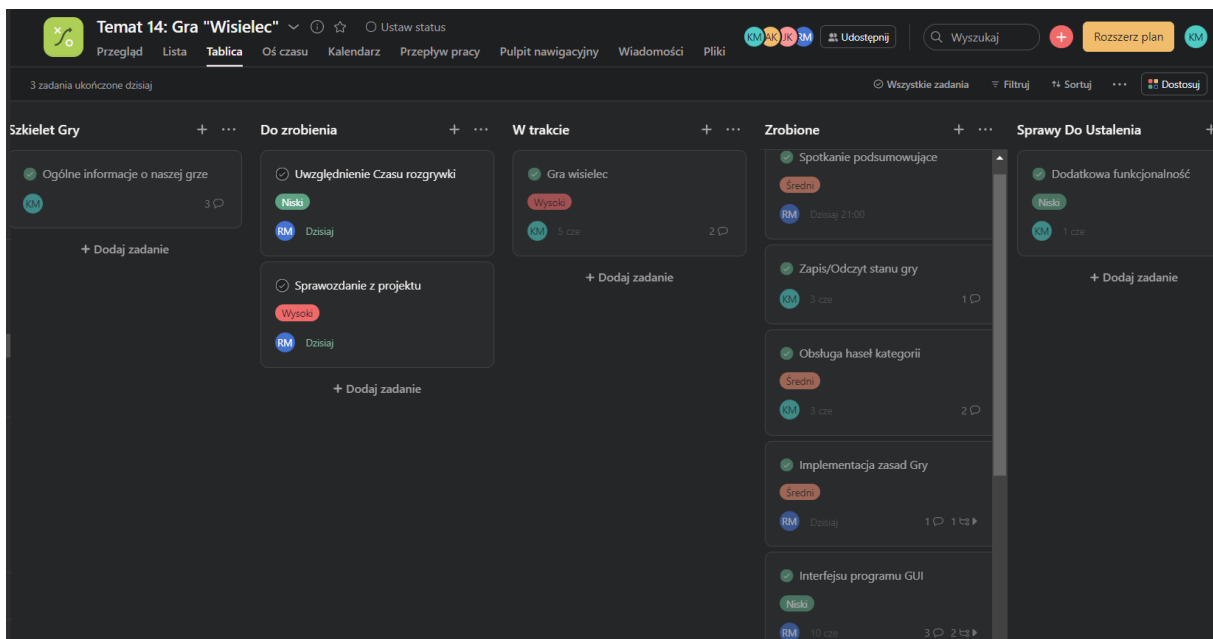 Temat 14: Gra "Wisielec"
Ustaw status
Przegląd Lista Tablica Oś czasu Kalendarz Przepływ pracy Pulpit nawigacyjny Wiadomości Pliki
KM AK JK RM
Udostępnij
Wyszukaj
Rozszerz plan
KM
3 zadania ukończone dzisiaj
Wszystkie zadania
Filtruj
Sortuj
Dostosuj
Szkielet Gry
Ogólne informacje o naszej grze
KM 3
+ Dodaj zadanie
Do zrobienia
Uwzględnienie Czasu rozgrywki
Niski
RM Dzisiaj
Sprawozdanie z projektu
Wysoki
RM Dzisiaj
+ Dodaj zadanie
W trakcie
Gra wisielec
Wysoki
KM 5 cze 2
+ Dodaj zadanie
Zrobione
Spotkanie podsumowujące
Średni
RM Dzisiaj 21:00
Zapis/Odczyt stanu gry
KM 3 cze 1
Obsługa haseł kategorii
Średni
KM 3 cze 2
Implementacja zasad Gry
Średni
RM Dzisiaj 1 1
Interfejsu programu GUI
Niski
RM 10 cze 3 2
Sprawy Do Ustalenia
Dodatkowa funkcjonalność
Niski
KM 1 cze
+ Dodaj zadanie